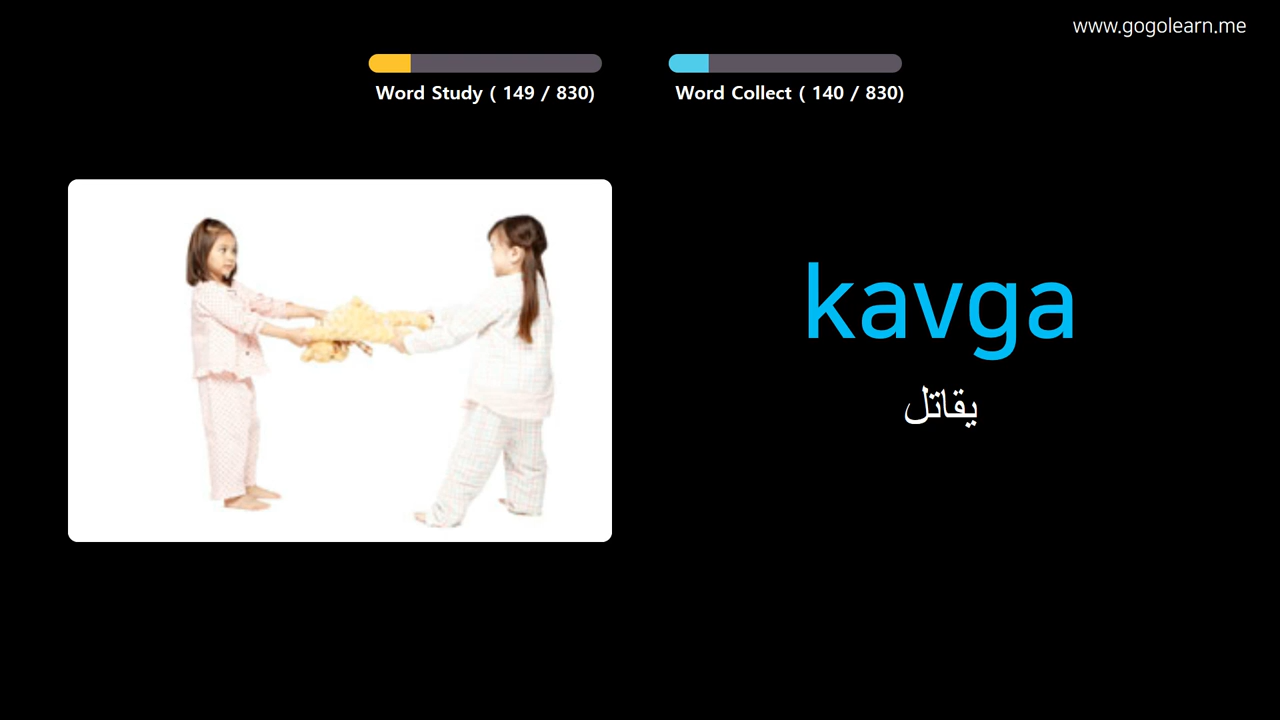 www.gogolearn.me
Word Study ( 149 / 830)
Word Collect ( 140 / 830)
kavga
يقاتل